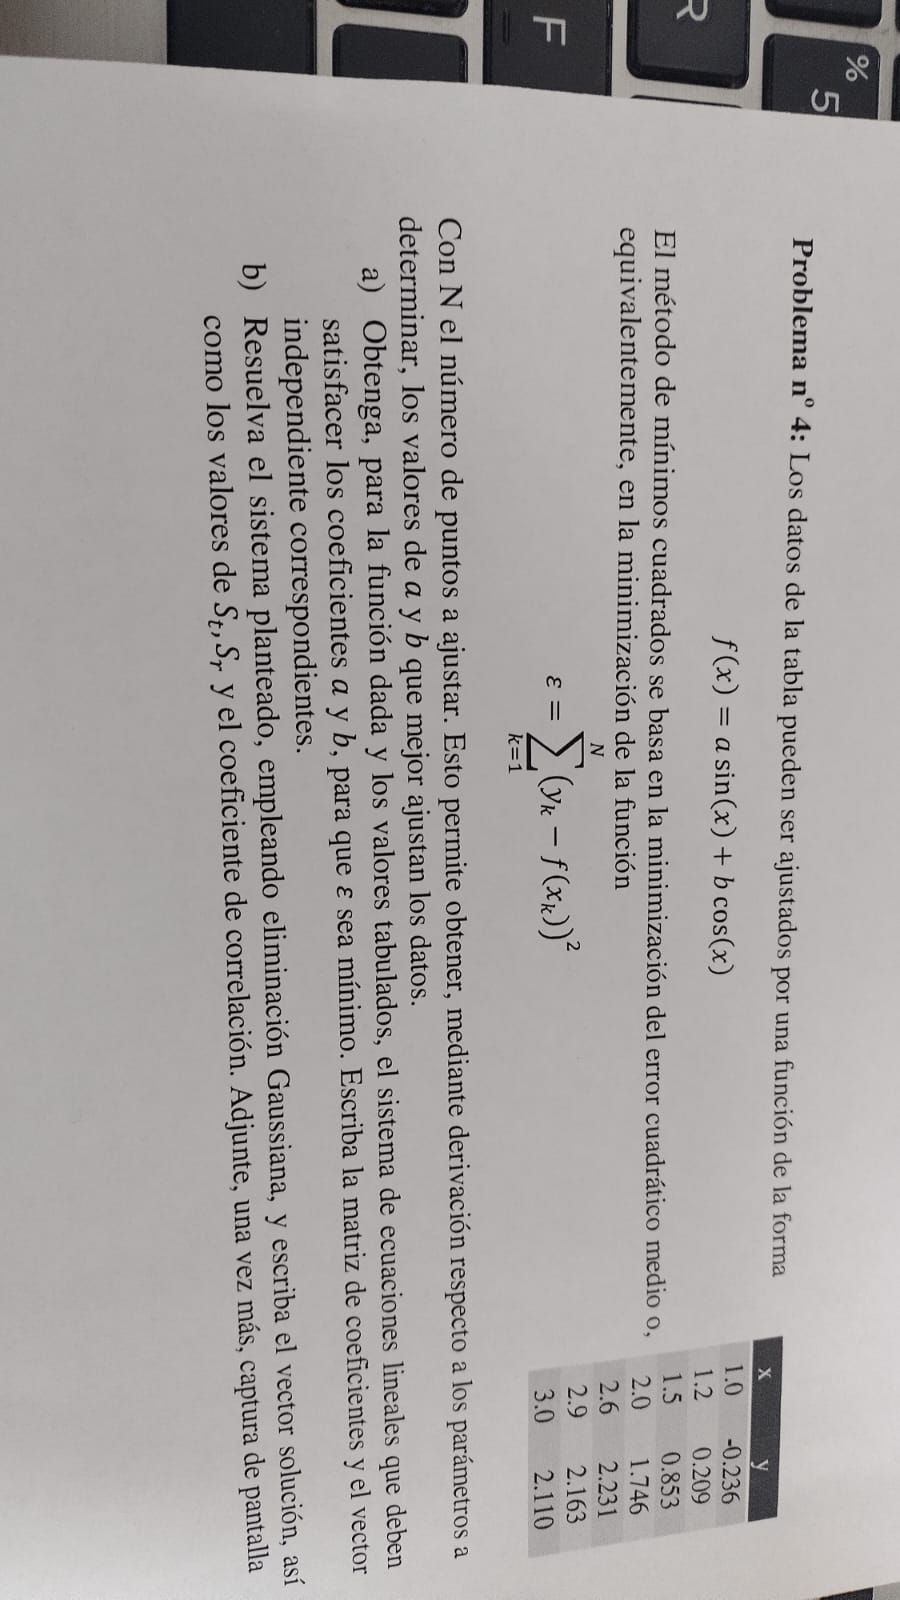 Problema nº 4: Los datos de la tabla pueden ser ajustados por una función de la forma
f(x) = a sin(x) + b cos(x)
El método de mínimos cuadrados se basa en la minimización del error cuadrático medio o,
equivalentemente, en la minimización de la función
ε = ∑_{k=1}^{N} (y_k − f(x_k))²
x y
1.0 -0.236
1.2 0.209
1.5 0.853
2.0 1.746
2.6 2.231
2.9 2.163
3.0 2.110
Con N el número de puntos a ajustar. Esto permite obtener, mediante derivación respecto a los parámetros a
determinar, los valores de a y b que mejor ajustan los datos.
a) Obtenga, para la función dada y los valores tabulados, el sistema de ecuaciones lineales que deben
satisfacer los coeficientes a y b, para que ε sea mínimo. Escriba la matriz de coeficientes y el vector
independiente correspondientes.
b) Resuelva el sistema planteado, empleando eliminación Gaussiana, y escriba el vector solución, así
como los valores de S_t, S_r y el coeficiente de correlación. Adjunte, una vez más, captura de pantalla
% 5
R
F